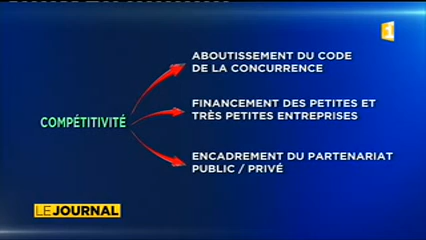 1
ABOUTISSEMENT DU CODE
DE LA CONCURRENCE
COMPÉTITIVITÉ
FINANCEMENT DES PETITES ET
TRÈS PETITES ENTREPRISES
ENCADREMENT DU PARTENARIAT
PUBLIC / PRIVÉ
LE JOURNAL